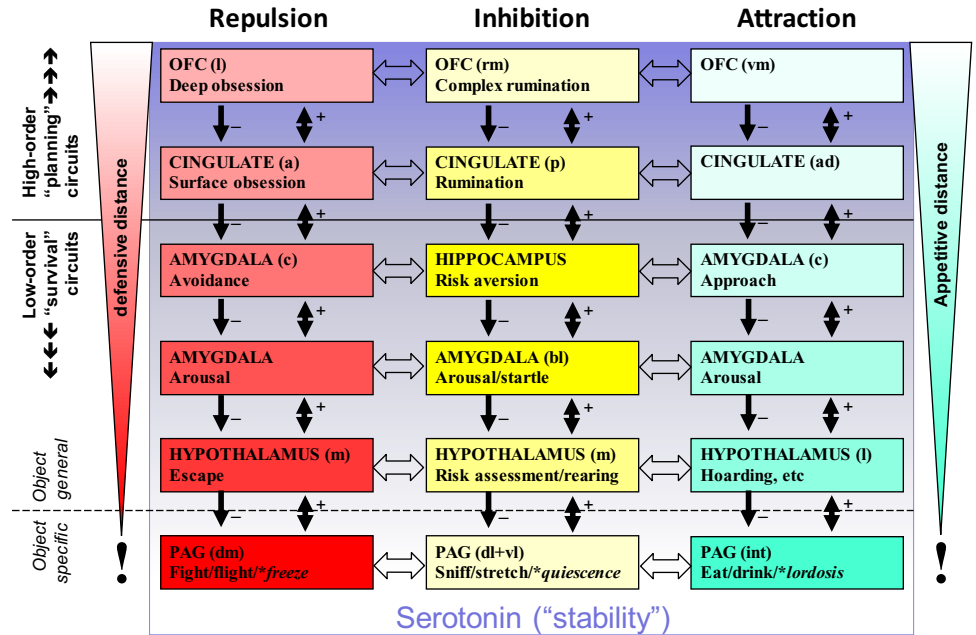 Repulsion Inhibition Attraction
High-order
“planning”
circuits
Low-order
“survival”
circuits
Object
general
Object
specific
defensive distance
Appetitive distance
OFC (l)
Deep obsession
OFC (rm)
Complex rumination
OFC (vm)
– + – + – +
CINGULATE (a)
Surface obsession
CINGULATE (p)
Rumination
CINGULATE (ad)
– + – + – +
AMYGDALA (c)
Avoidance
HIPPOCAMPUS
Risk aversion
AMYGDALA (c)
Approach
– + – + – +
AMYGDALA
Arousal
AMYGDALA (bl)
Arousal/startle
AMYGDALA
Arousal
– + – + – +
HYPOTHALAMUS (m)
Escape
HYPOTHALAMUS (m)
Risk assessment/rearing
HYPOTHALAMUS (l)
Hoarding, etc
– + – + – +
PAG (dm)
Fight/flight/*freeze
PAG (dl+vl)
Sniff/stretch/*quiescence
PAG (int)
Eat/drink/*lordosis
! !
Serotonin (“stability”)